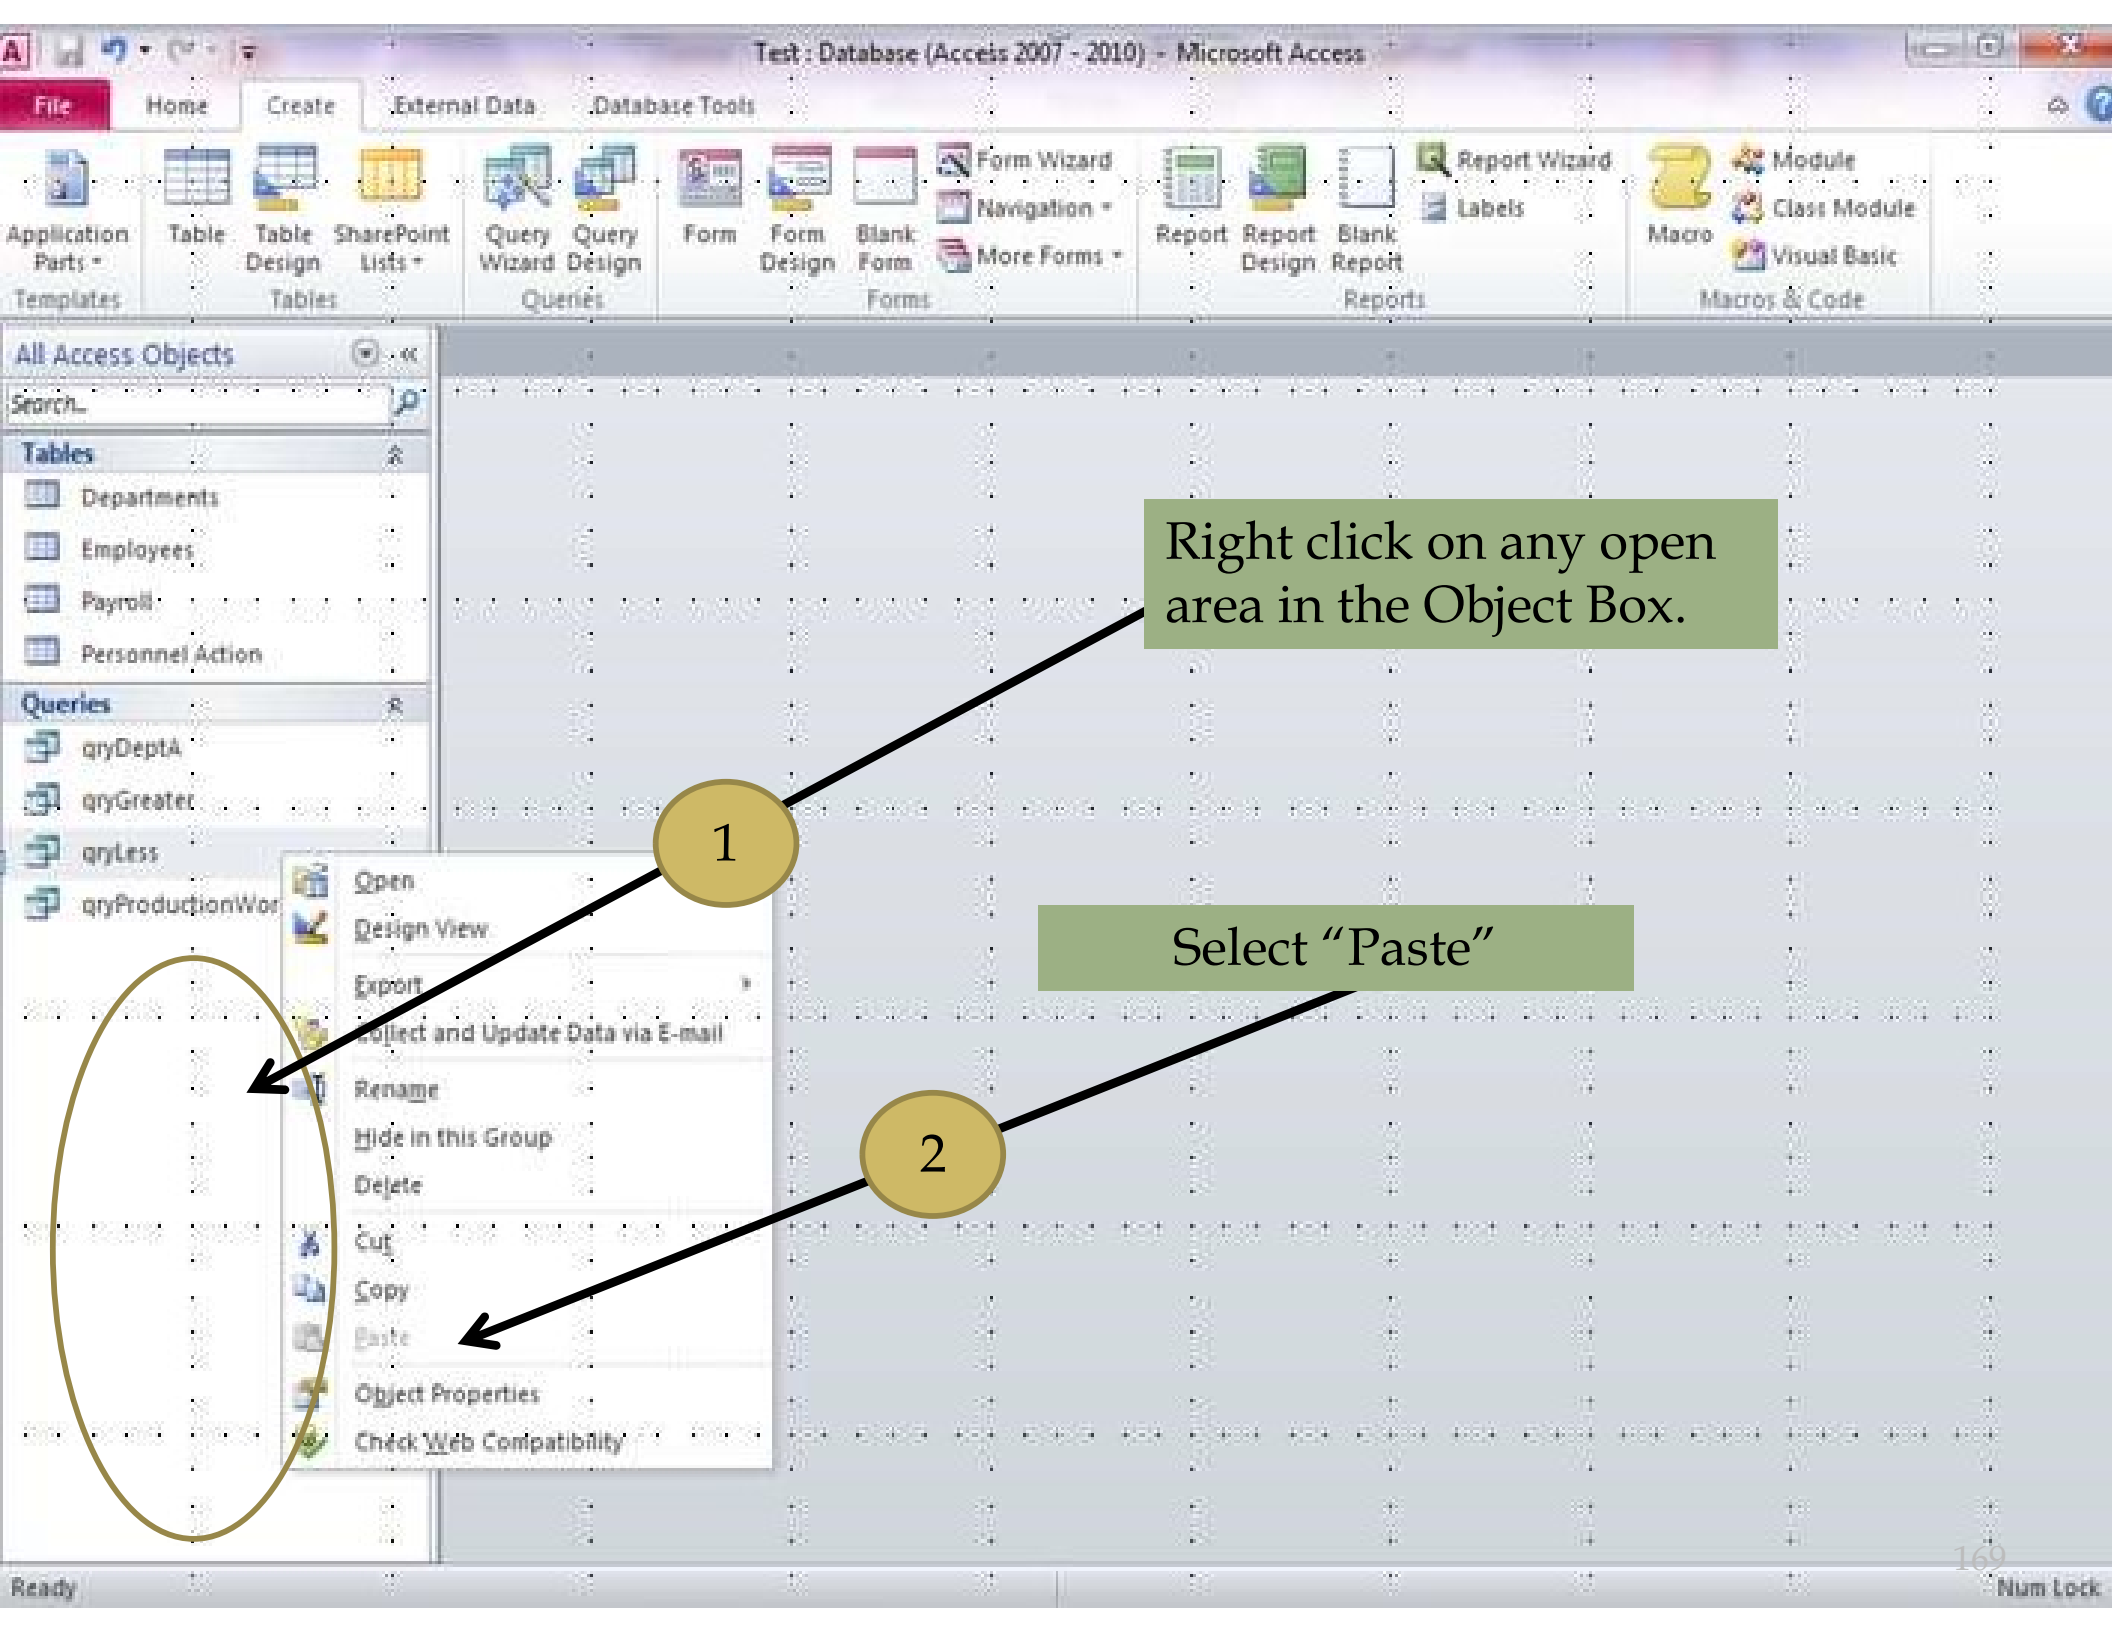 Test : Database (Access 2007 - 2010) - Microsoft Access
File Home Create External Data Database Tools
Application Parts
Table
Table Design
SharePoint Lists
Query Wizard
Query Design
Form
Form Design
Blank Form
Form Wizard
Navigation
More Forms
Report
Report Design
Blank Report
Report Wizard
Labels
Macro
Module
Class Module
Visual Basic
Templates Tables Queries Forms Reports Macros & Code
All Access Objects
Search...
Tables
Departments
Employees
Payroll
Personnel Action
Queries
qryDeptA
qryGreater
qryLess
qryProductionWor
Open
Design View
Export
Collect and Update Data via E-mail
Rename
Hide in this Group
Delete
Cut
Copy
Paste
Object Properties
Check Web Compatibility
Right click on any open
area in the Object Box.
1
Select “Paste”
2
169
Ready Num Lock